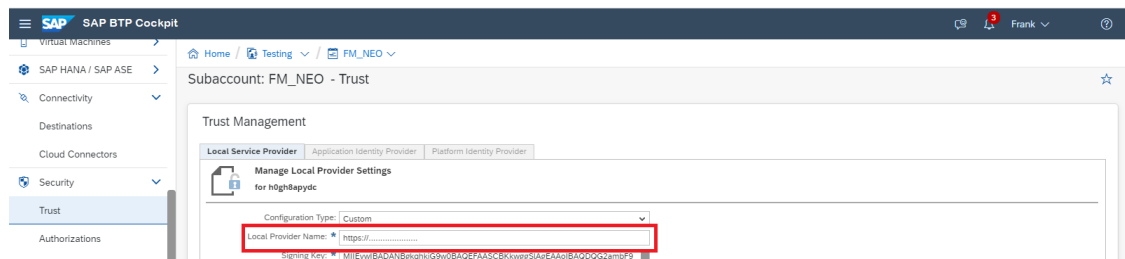 SAP SAP BTP Cockpit 3 Frank
Virtual Machines
Home / Testing / FM_NEO
SAP HANA / SAP ASE
Subaccount: FM_NEO - Trust
Connectivity
Destinations
Trust Management
Cloud Connectors
Local Service Provider Application Identity Provider Platform Identity Provider
Manage Local Provider Settings
Security
for h0gh8apydc
Trust
Configuration Type: Custom
Local Provider Name: * https://.....................
Authorizations
Signing Key: *